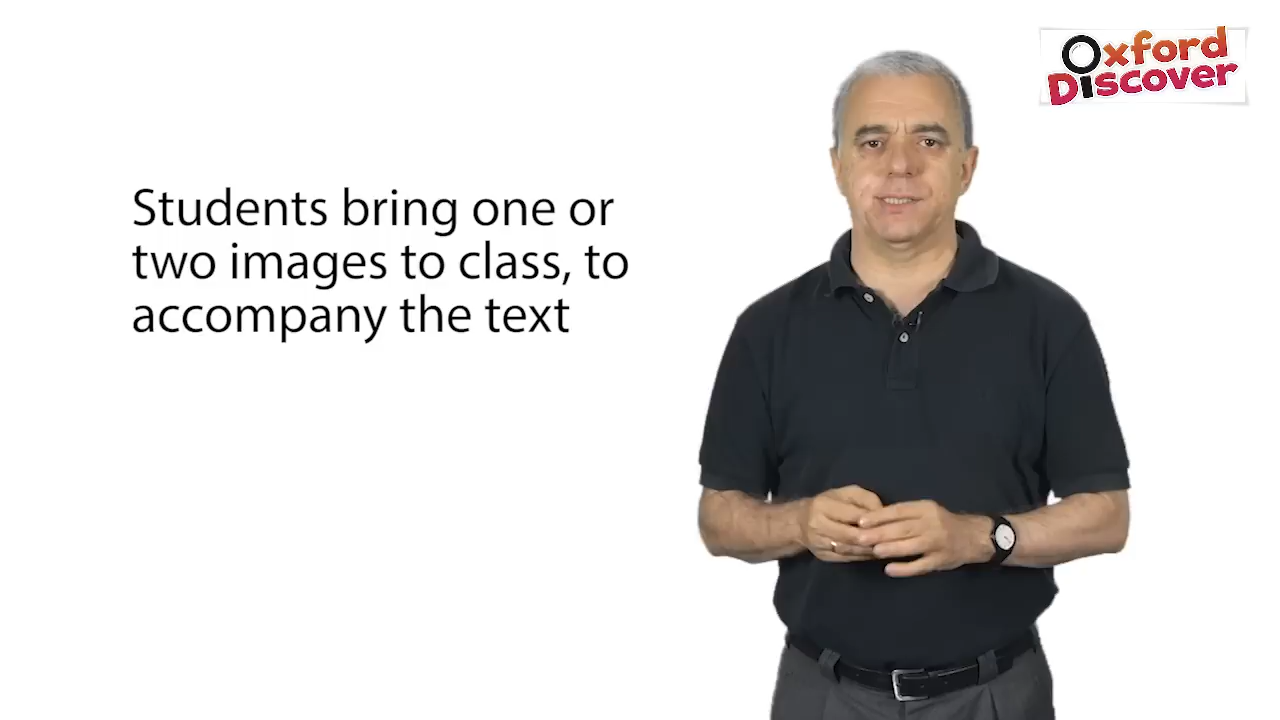 Oxford
Discover
Students bring one or
two images to class, to
accompany the text